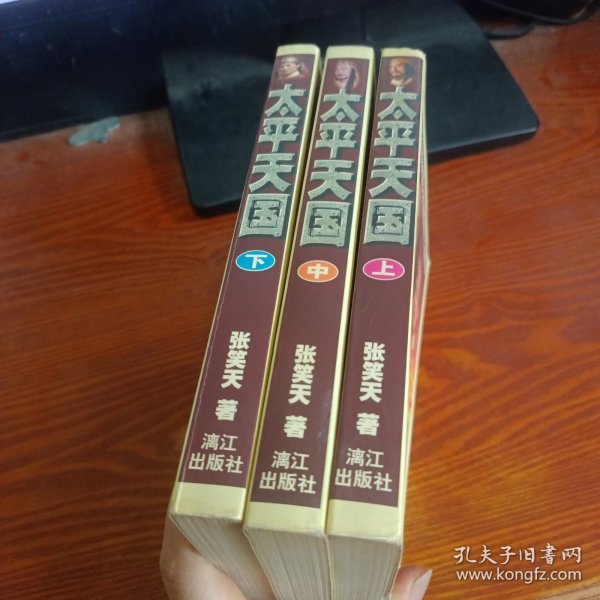 太平天国
下
张笑天 著
漓江
出版社
太平天国
中
张笑天 著
漓江
出版社
太平天国
上
张笑天 著
漓江
出版社
孔夫子旧书网
www.kongfz.com